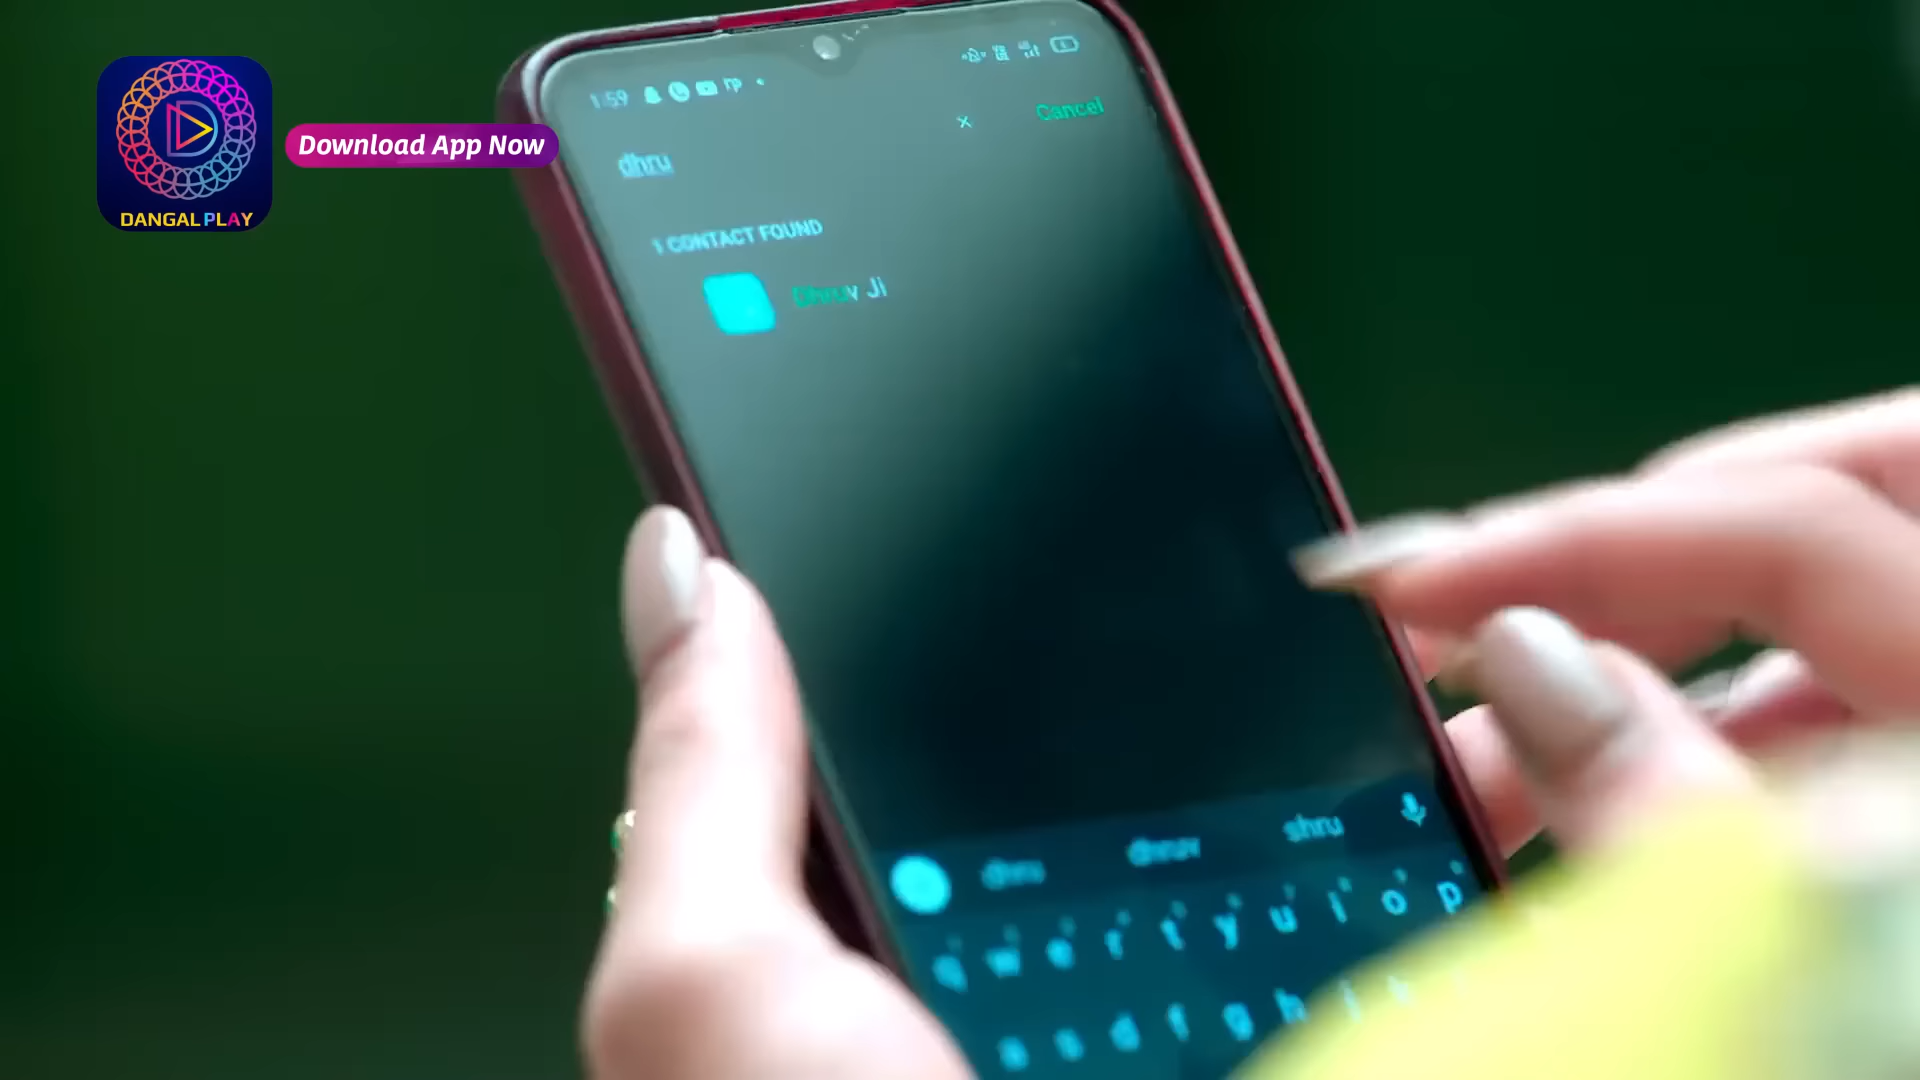 DANGAL PLAY
Download App Now
1:59
Cancel
dhru
1 CONTACT FOUND
Dhruv Ji
dhru dhruv shru
q w e r t y u i o p
a s d f g h j